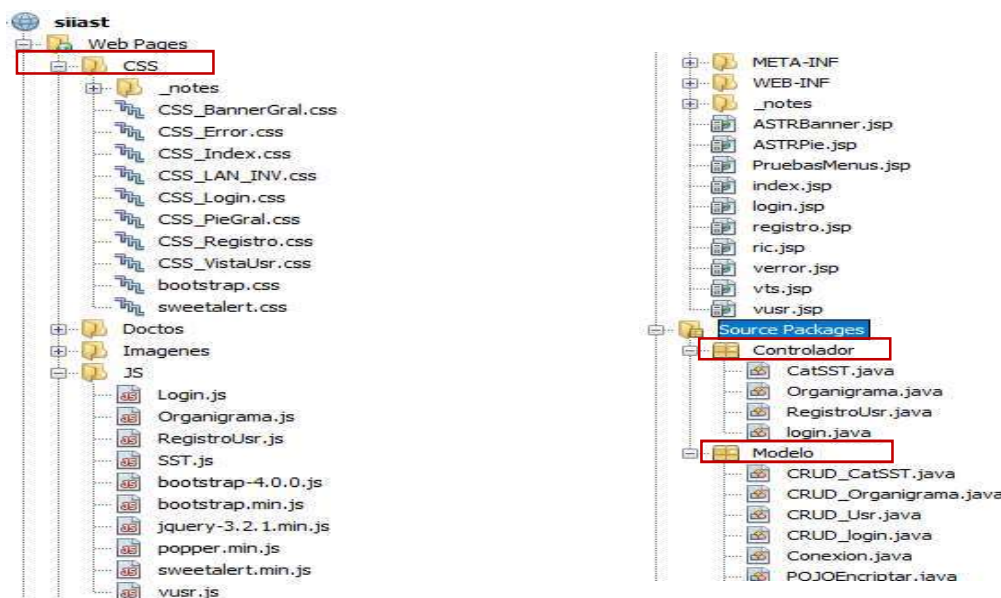 siiast
Web Pages
CSS
_notes
CSS_BannerGral.css
CSS_Error.css
CSS_Index.css
CSS_LAN_INV.css
CSS_Login.css
CSS_PieGral.css
CSS_Registro.css
CSS_VistaUsr.css
bootstrap.css
sweetalert.css
Doctos
Imagenes
JS
Login.js
Organigrama.js
RegistroUsr.js
SST.js
bootstrap-4.0.0.js
bootstrap.min.js
jquery-3.2.1.min.js
popper.min.js
sweetalert.min.js
vusr.js
META-INF
WEB-INF
_notes
ASTRBanner.jsp
ASTRPie.jsp
PruebasMenus.jsp
index.jsp
login.jsp
registro.jsp
ric.jsp
verror.jsp
vts.jsp
vusr.jsp
Source Packages
Controlador
CatSST.java
Organigrama.java
RegistroUsr.java
login.java
Modelo
CRUD_CatSST.java
CRUD_Organigrama.java
CRUD_Usr.java
CRUD_login.java
Conexion.java
POJOEncriptar.java